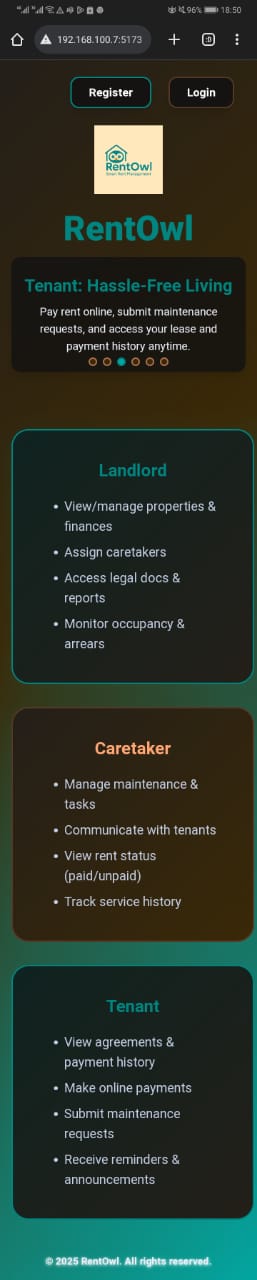 96% 18:50
192.168.100.7:5173
Register Login
RentOwl
Smart Rent Management
RentOwl
Tenant: Hassle-Free Living
Pay rent online, submit maintenance
requests, and access your lease and
payment history anytime.
Landlord
• View/manage properties &
finances
• Assign caretakers
• Access legal docs &
reports
• Monitor occupancy &
arrears
Caretaker
• Manage maintenance &
tasks
• Communicate with tenants
• View rent status
(paid/unpaid)
• Track service history
Tenant
• View agreements &
payment history
• Make online payments
• Submit maintenance
requests
• Receive reminders &
announcements
© 2025 RentOwl. All rights reserved.